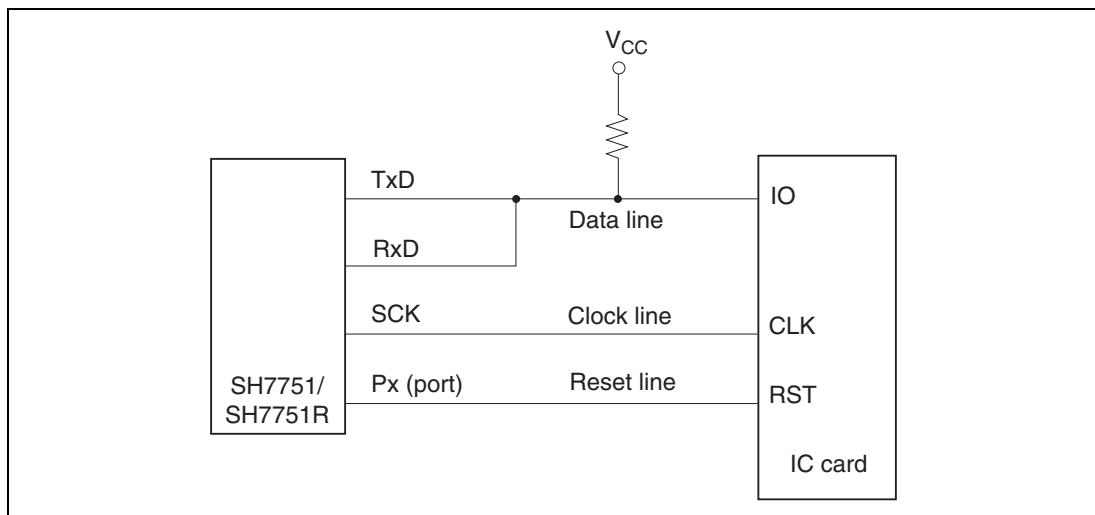 VCC
TxD
IO
Data line
RxD
SCK
Clock line
CLK
Px (port)
Reset line
RST
SH7751/
SH7751R
IC card